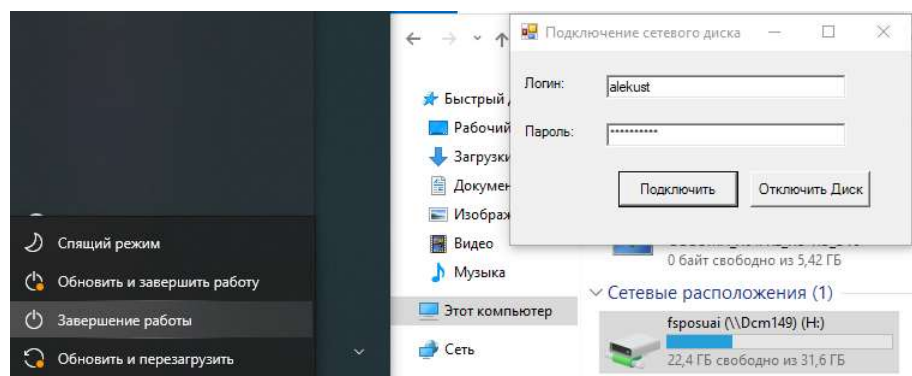 Спящий режим
Обновить и завершить работу
Завершение работы
Обновить и перезагрузить
Быстрый
Рабочий
Загрузки
Видео
Музыка
Этот компьютер
Сеть
Подключение сетевого диска
Логин:
alekust
Пароль:
**********
Подключить
Отключить Диск
0 байт свободно из 5,42 ГБ
Сетевые расположения (1)
fsposuai (\\Dcm149) (H:)
22,4 ГБ свободно из 31,6 ГБ